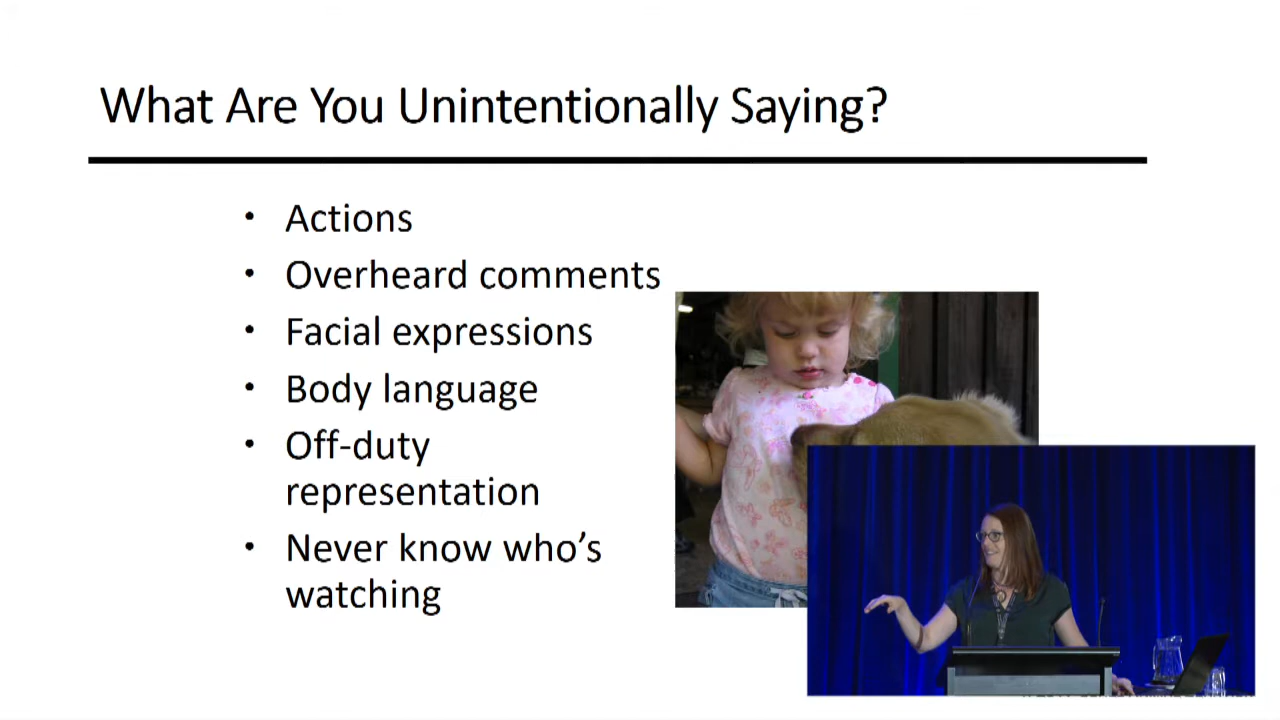 What Are You Unintentionally Saying?
• Actions
• Overheard comments
• Facial expressions
• Body language
• Off-duty
representation
• Never know who’s
watching